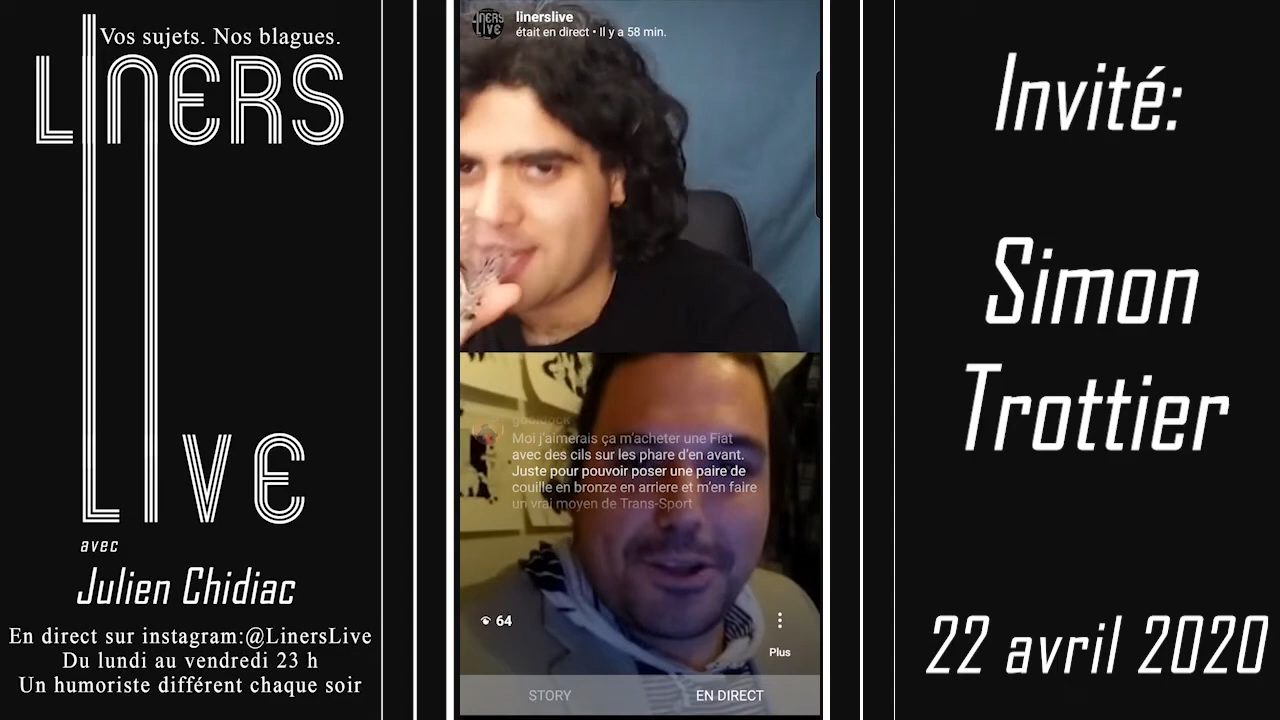 Vos sujets. Nos blagues.
LINERS
LIVE
avec
Julien Chidiac
En direct sur instagram:@LinersLive
Du lundi au vendredi 23 h
Un humoriste différent chaque soir
LINERS
LIVE
linerslive
était en direct • Il y a 58 min.
Moi j'aimerais ça m'acheter une Fiat
avec des cils sur les phare d'en avant.
Juste pour pouvoir poser une paire de
couille en bronze en arriere et m'en faire
un vrai moyen de Trans-Sport
64
Plus
STORY
EN DIRECT
Invité:
Simon
Trottier
22 avril 2020